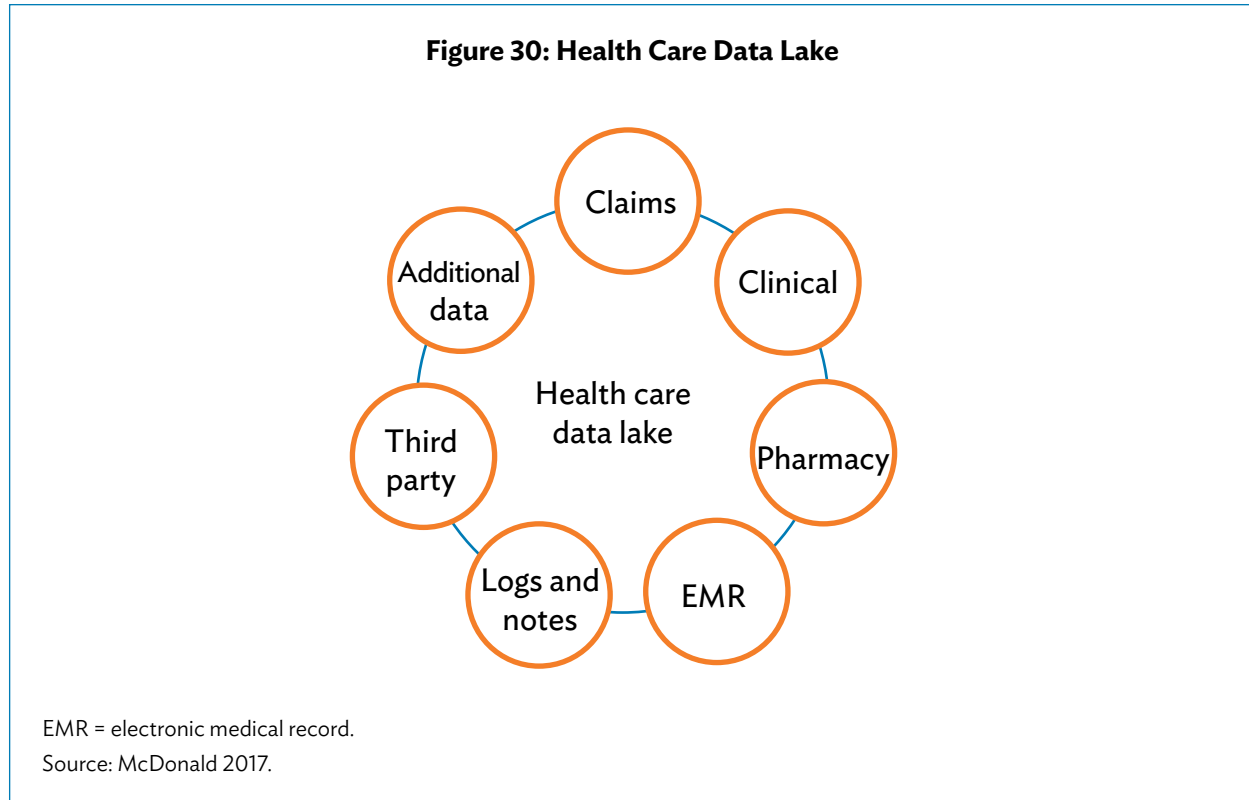 Figure 30: Health Care Data Lake
Claims
Clinical
Pharmacy
EMR
Logs and
notes
Third
party
Additional
data
Health care
data lake
EMR = electronic medical record.
Source: McDonald 2017.